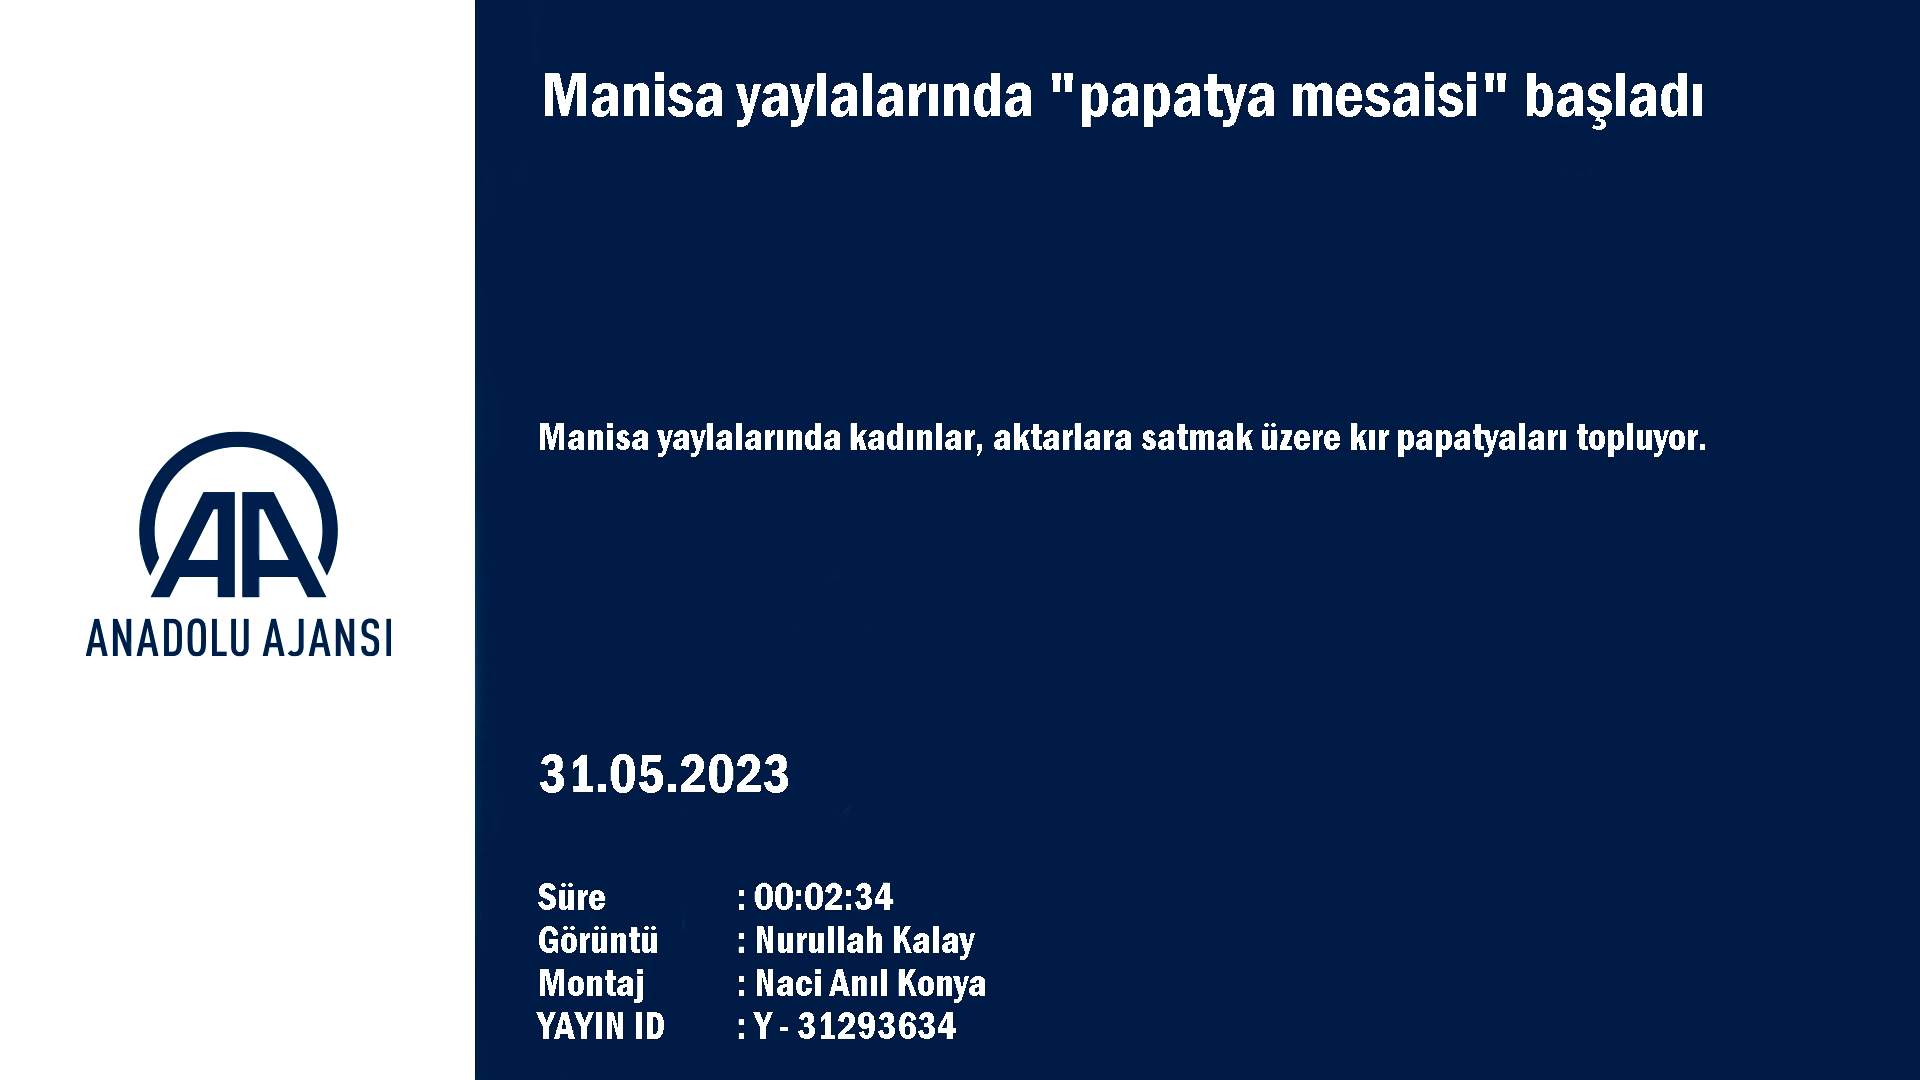 Manisa yaylalarında "papatya mesaisi" başladı
Manisa yaylalarında kadınlar, aktarlara satmak üzere kır papatyaları topluyor.
AA
ANADOLU AJANSI
31.05.2023
Süre : 00:02:34
Görüntü : Nurullah Kalay
Montaj : Naci Anıl Konya
YAYIN ID : Y - 31293634